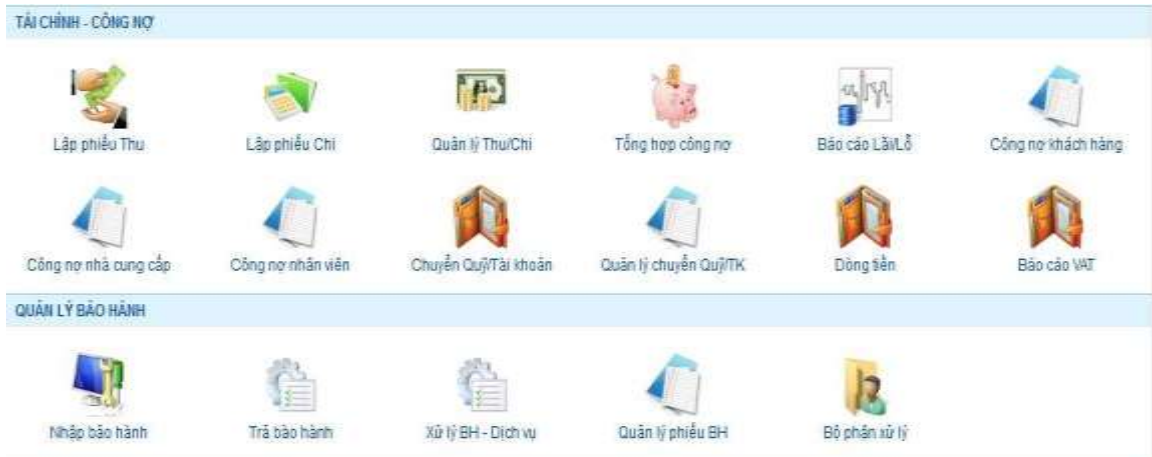 TÀI CHÍNH - CÔNG NỢ
Lập phiếu Thu
Lập phiếu Chi
Quản lý Thu/Chi
Tổng hợp công nợ
Báo cáo Lãi/Lỗ
Công nợ khách hàng
Công nợ nhà cung cấp
Công nợ nhân viên
Chuyển Quỹ/Tài khoản
Quản lý chuyển Quỹ/TK
Dòng tiền
Báo cáo VAT
QUẢN LÝ BẢO HÀNH
Nhập bảo hành
Trả bảo hành
Xử lý BH - Dịch vụ
Quản lý phiếu BH
Bộ phận xử lý